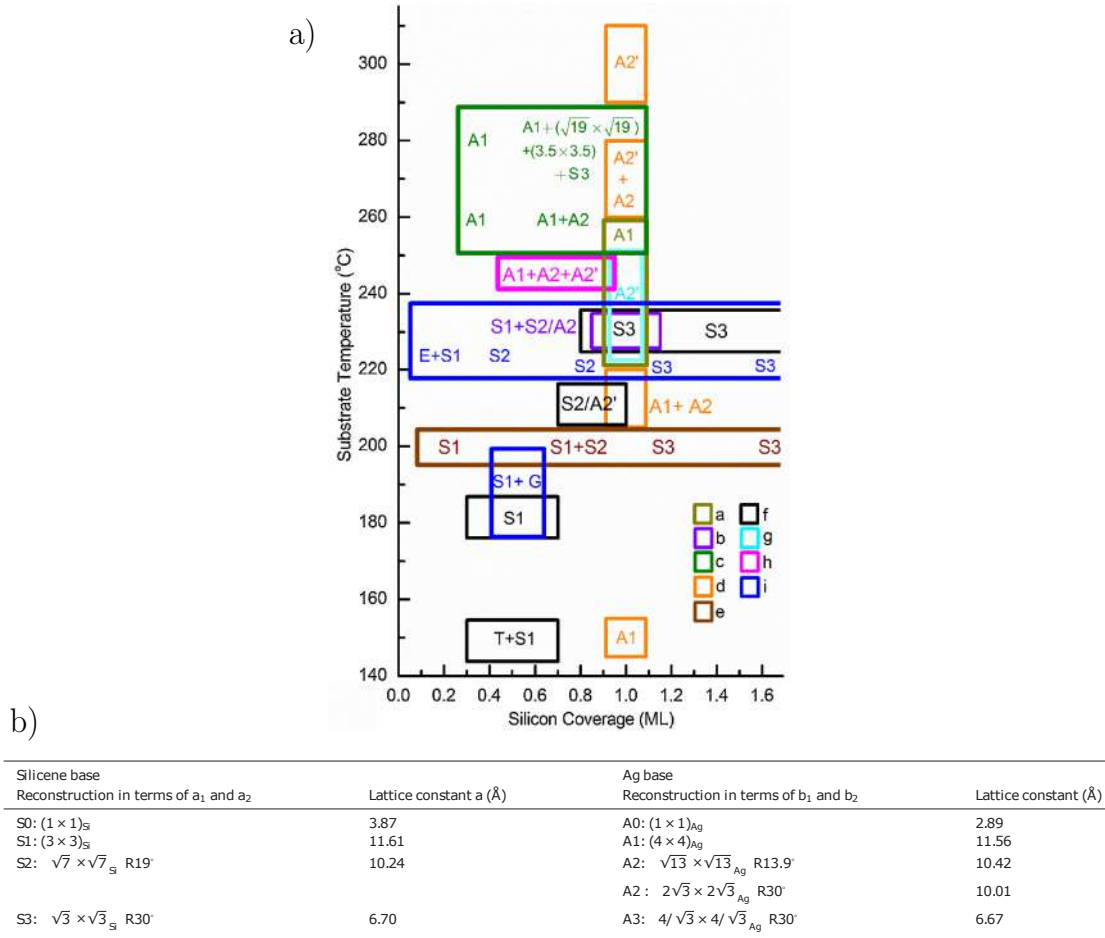 a)
Substrate Temperature (°C)
300
280
260
240
220
200
180
160
140
A2'
A1
A1+(√19 × √19)
+(3.5×3.5)
+S3
A2'
+
A2
A1
A1+A2
A1
A1+A2+A2'
A2'
S1+S2/A2
S3
S3
E+S1
S2
S2
S3
S3
S2/A2'
A1+ A2
S1
S1+S2
S3
S3
S1+ G
S1
T+S1
A1
a
f
b
g
c
h
d
i
e
0.0 0.2 0.4 0.6 0.8 1.0 1.2 1.4 1.6
Silicon Coverage (ML)
b)
Silicene base Ag base
Reconstruction in terms of a₁ and a₂ Lattice constant a (Å) Reconstruction in terms of b₁ and b₂ Lattice constant (Å)
S0: (1 × 1)Si 3.87 A0: (1 × 1)Ag 2.89
S1: (3 × 3)Si 11.61 A1: (4 × 4)Ag 11.56
S2: √7 × √7 Si R19° 10.24 A2: √13 × √13 Ag R13.9° 10.42
A2 : 2√3 × 2√3 Ag R30° 10.01
S3: √3 × √3 Si R30° 6.70 A3: 4/√3 × 4/√3 Ag R30° 6.67